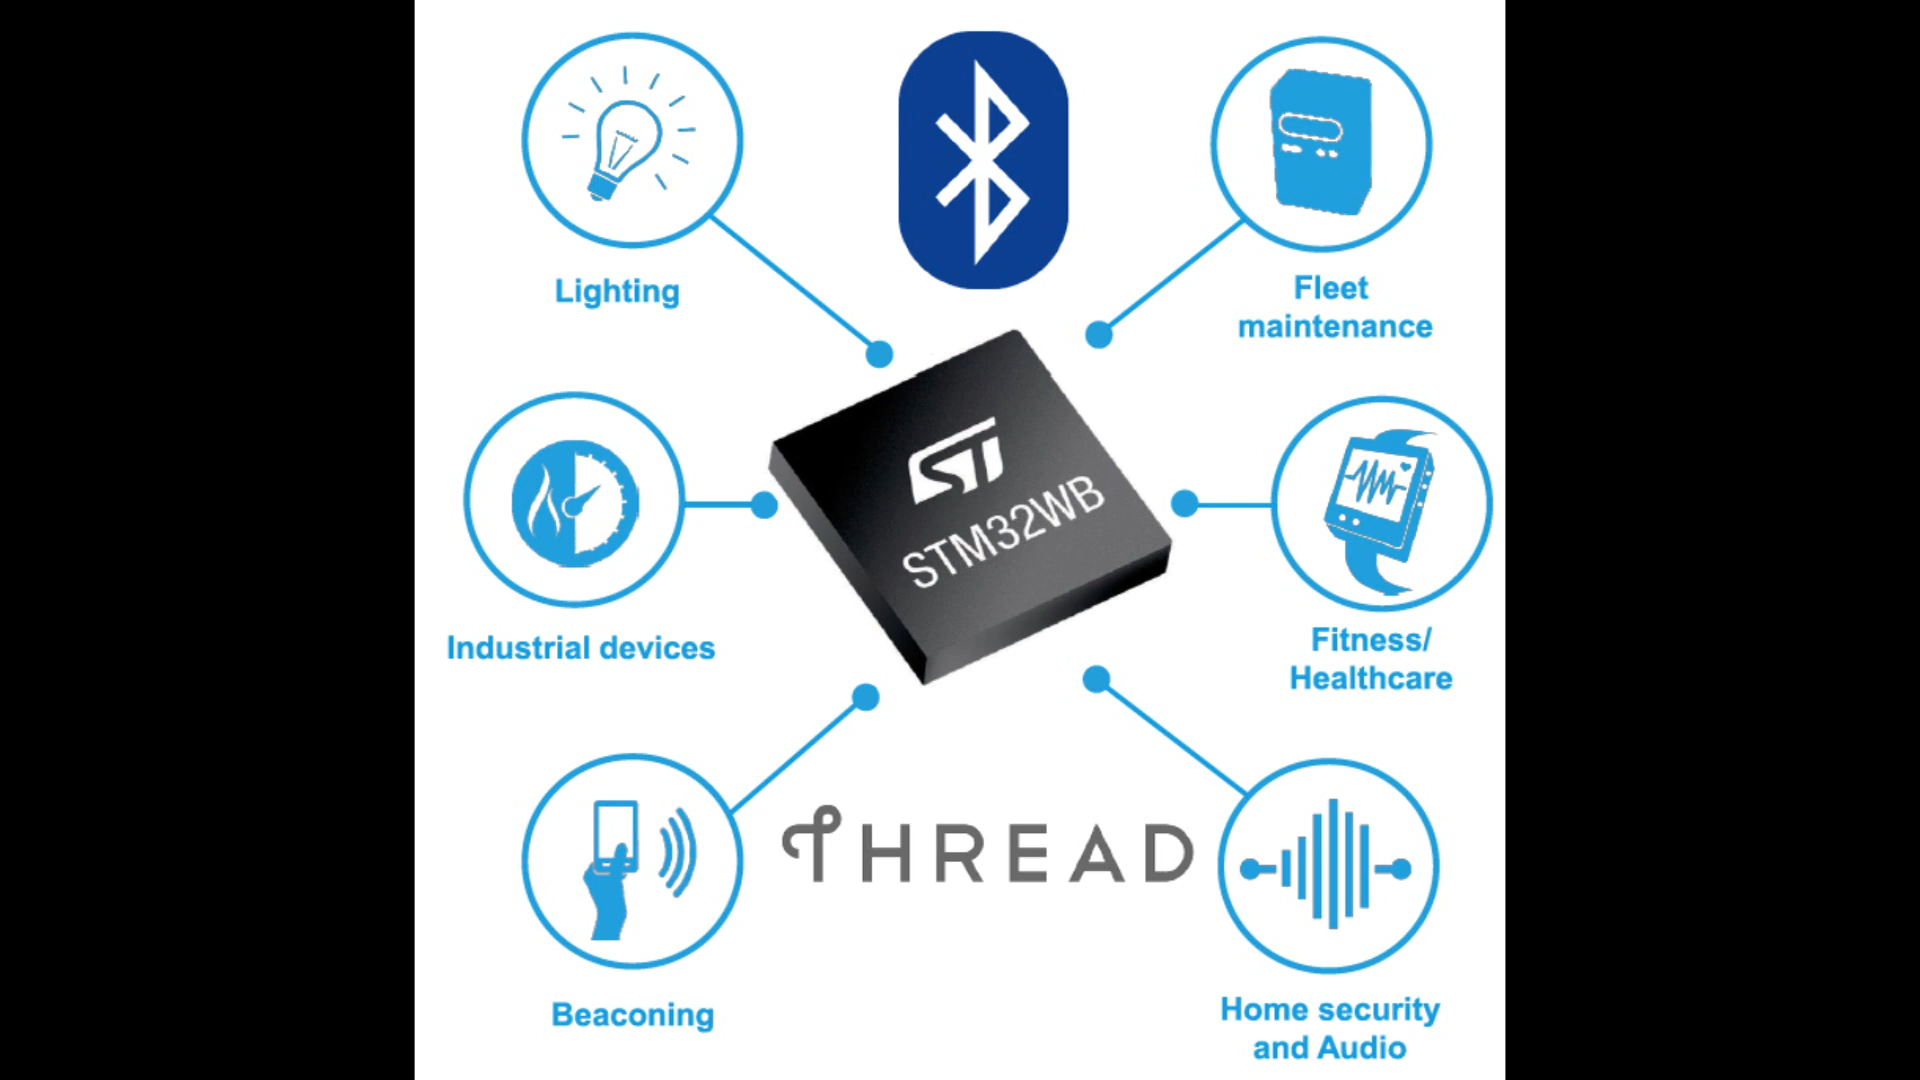 Lighting
Fleet
maintenance
ST
STM32WB
Industrial devices
Fitness/
Healthcare
THREAD
Beaconing
Home security
and Audio